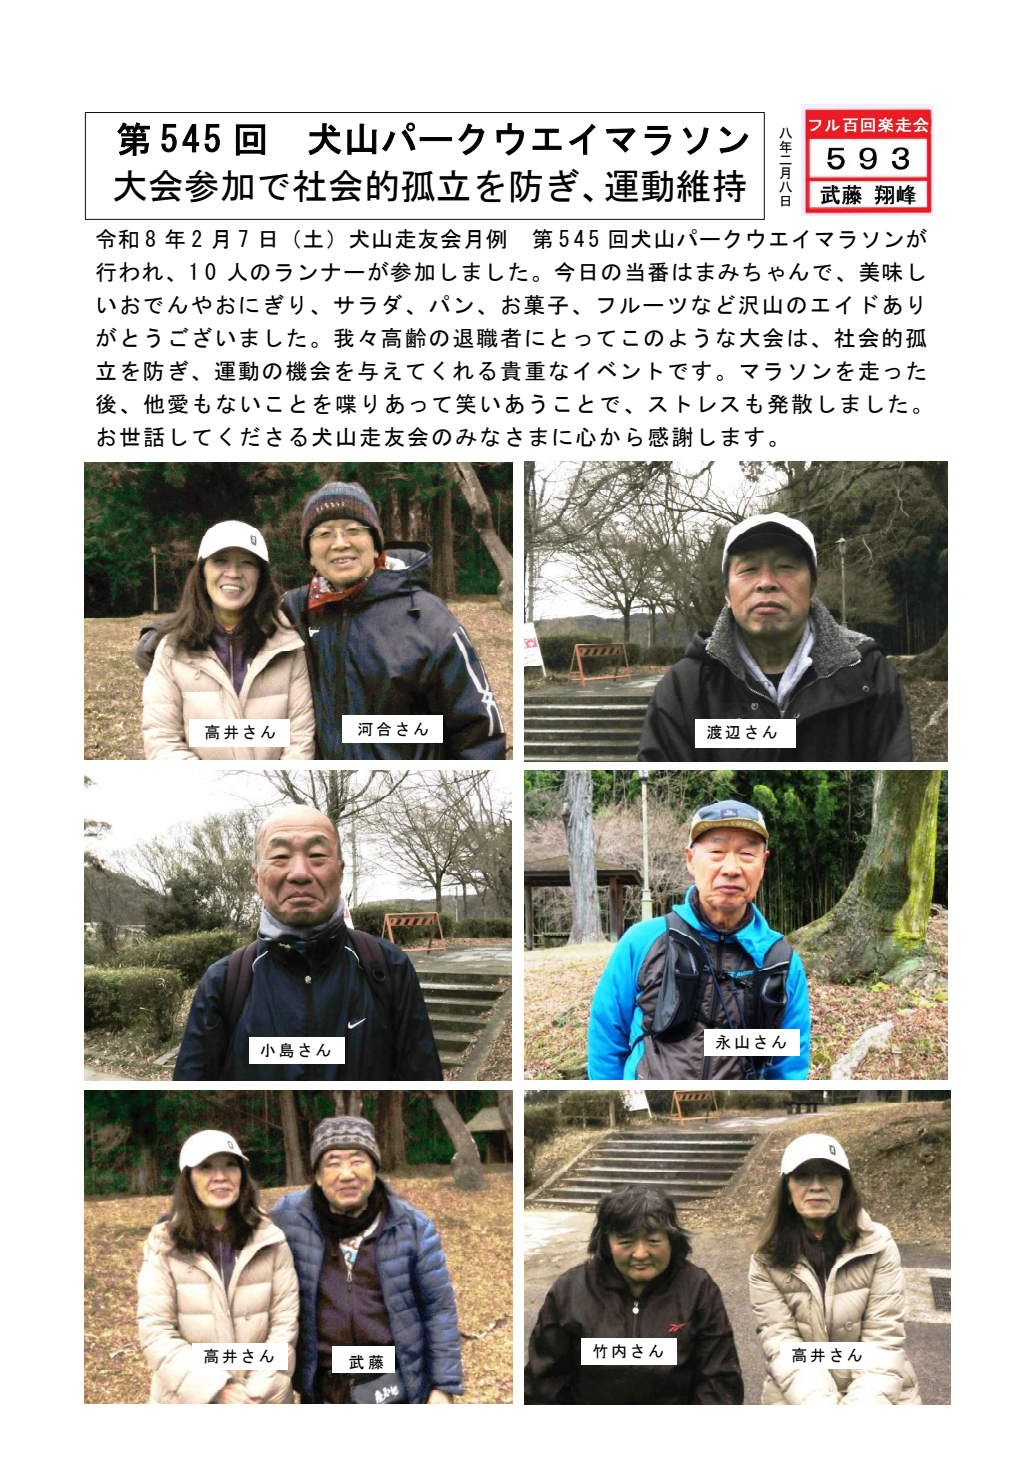 第545回　犬山パークウエイマラソン
大会参加で社会的孤立を防ぎ、運動維持
八年二月八日
フル百回楽走会
593
武藤 翔峰
令和8年2月7日（土）犬山走友会月例　第545回犬山パークウエイマラソンが
行われ、10人のランナーが参加しました。今日の当番はまみちゃんで、美味し
いおでんやおにぎり、サラダ、パン、お菓子、フルーツなど沢山のエイドあり
がとうございました。我々高齢の退職者にとってこのような大会は、社会的孤
立を防ぎ、運動の機会を与えてくれる貴重なイベントです。マラソンを走った
後、他愛もないことを喋りあって笑いあうことで、ストレスも発散しました。
お世話してくださる犬山走友会のみなさまに心から感謝します。
高井さん
河合さん
渡辺さん
小島さん
永山さん
高井さん
武藤
竹内さん
高井さん